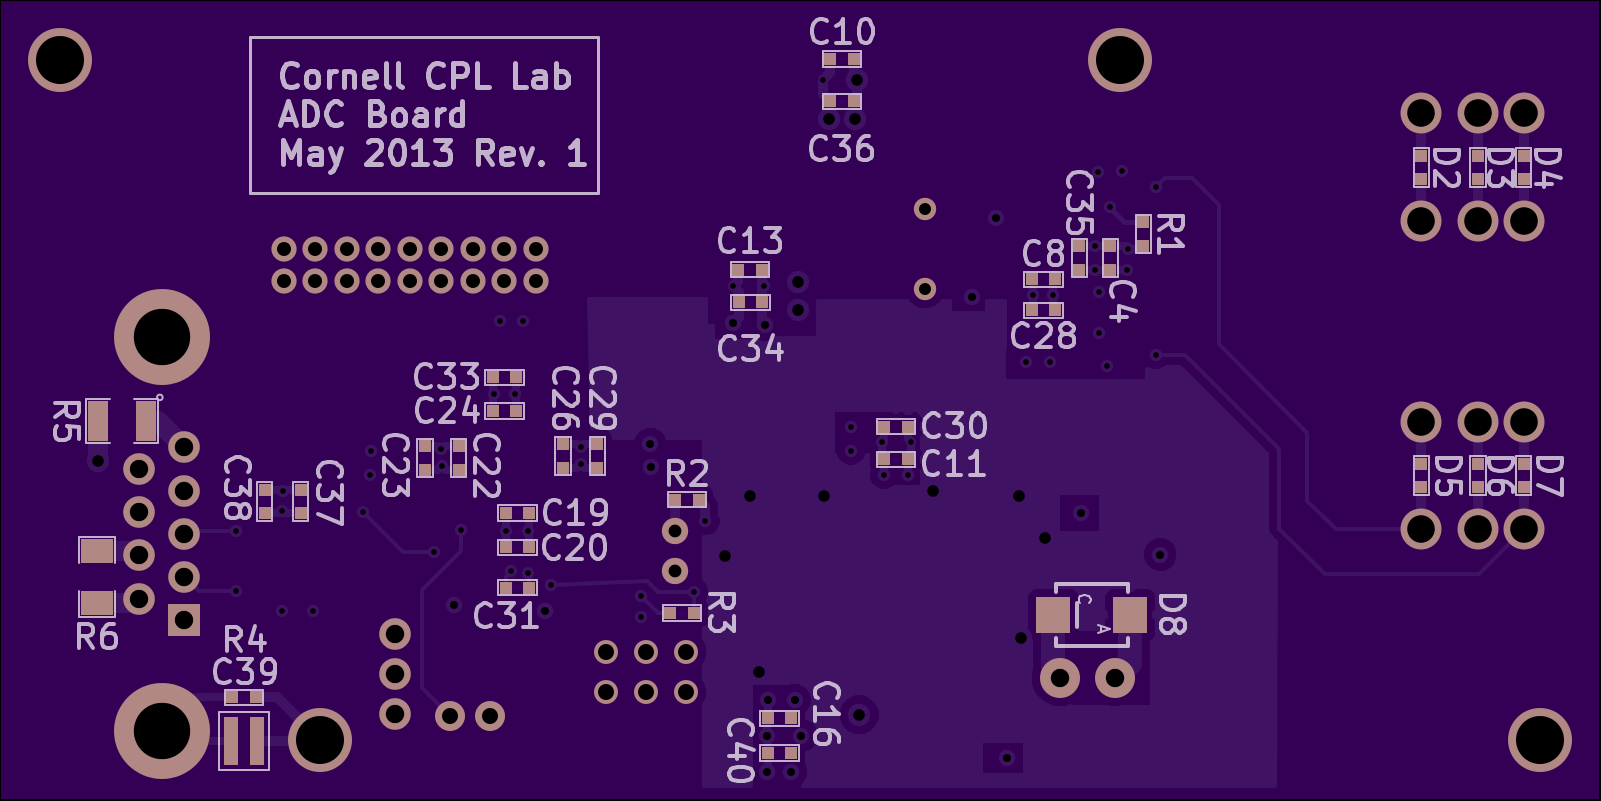 C10
Cornell CPL Lab
ADC Board
May 2013 Rev. 1
C36
D2
D3
D4
C35
R1
C13
C8
C4
C28
C34
C33
C24
C26
C29
R5
C30
C11
C23
C22
R2
D5
D6
D7
C38
C37
C19
C20
C31
R3
C
A
D8
R6
R4
C39
C16
C40